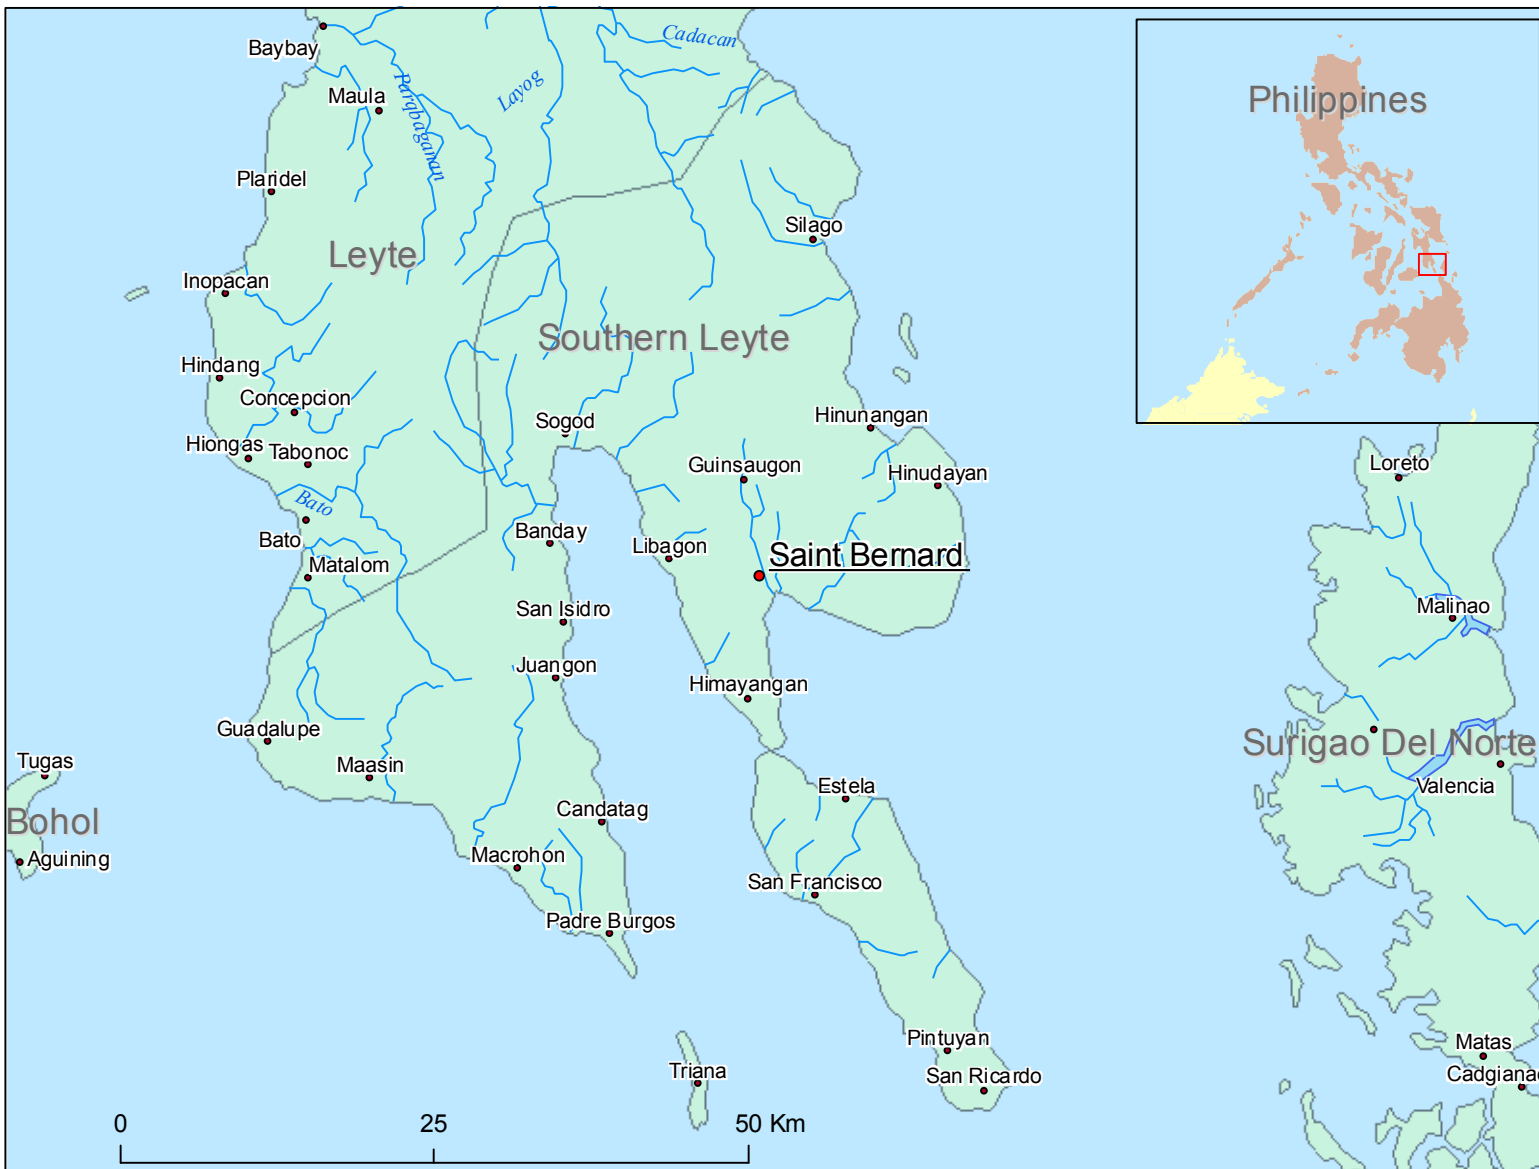 Baybay
Cadacan
Philippines
Maula
Parqbaganan
Layog
Plaridel
Silago
Leyte
Inopacan
Southern Leyte
Hindang
Concepcion
Sogod
Hinunangan
Hiongas
Tabonoc
Guinsaugon
Hinudayan
Loreto
Bato
Bato
Banday
Libagon
Saint Bernard
Matalom
San Isidro
Malinao
Juangon
Himayangan
Guadalupe
Surigao Del Norte
Tugas
Maasin
Estela
Valencia
Bohol
Candatag
Aguining
Macrohon
San Francisco
Padre Burgos
Pintuyan
Matas
Triana
San Ricardo
Cadgianao
0 25 50 Km